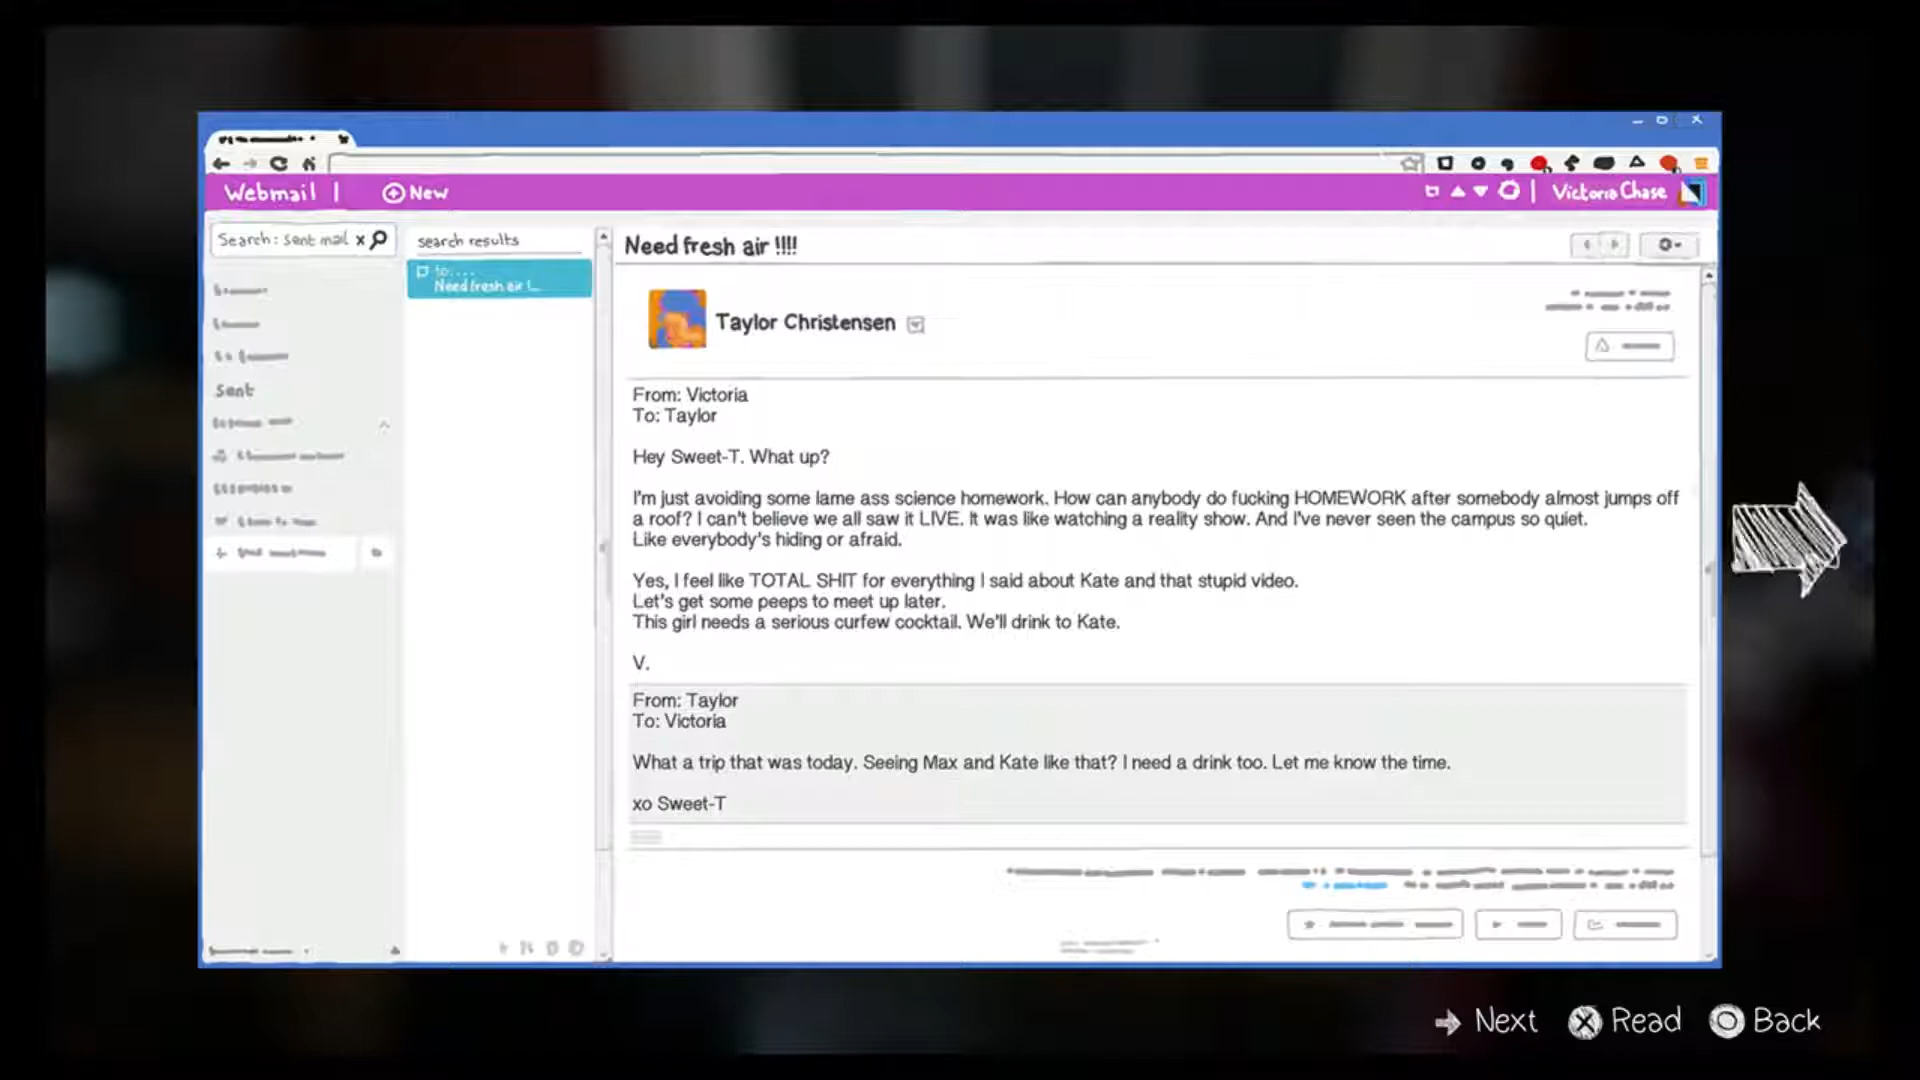 Webmail | New
Victoria Chase
Search: sent mail x
search results
to:....
Need fresh air !...
Sent
Need fresh air !!!!
Taylor Christensen
From: Victoria
To: Taylor
Hey Sweet-T. What up?
I'm just avoiding some lame ass science homework. How can anybody do fucking HOMEWORK after somebody almost jumps off
a roof? I can't believe we all saw it LIVE. It was like watching a reality show. And I've never seen the campus so quiet.
Like everybody's hiding or afraid.
Yes, I feel like TOTAL SHIT for everything I said about Kate and that stupid video.
Let's get some peeps to meet up later.
This girl needs a serious curfew cocktail. We'll drink to Kate.
V.
From: Taylor
To: Victoria
What a trip that was today. Seeing Max and Kate like that? I need a drink too. Let me know the time.
xo Sweet-T
Next Read Back